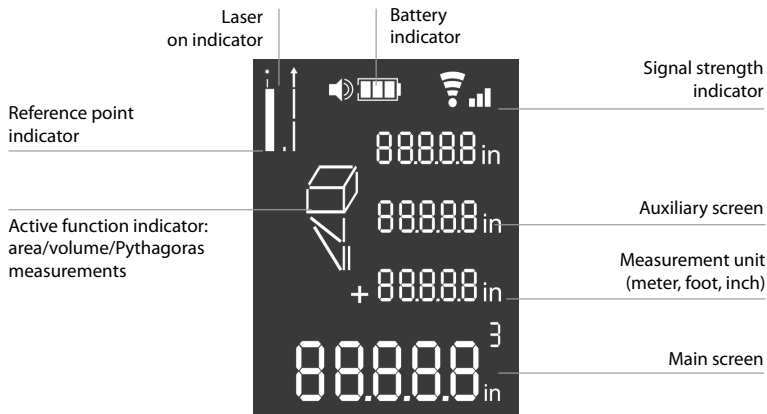 Laser
on indicator
Battery
indicator
Signal strength
indicator
Reference point
indicator
88.8.8.8 in
Active function indicator:
area/volume/Pythagoras
measurements
88.8.8.8 in
Auxiliary screen
+ 88.8.8.8 in
Measurement unit
(meter, foot, inch)
3
88.8.8.8 in
Main screen